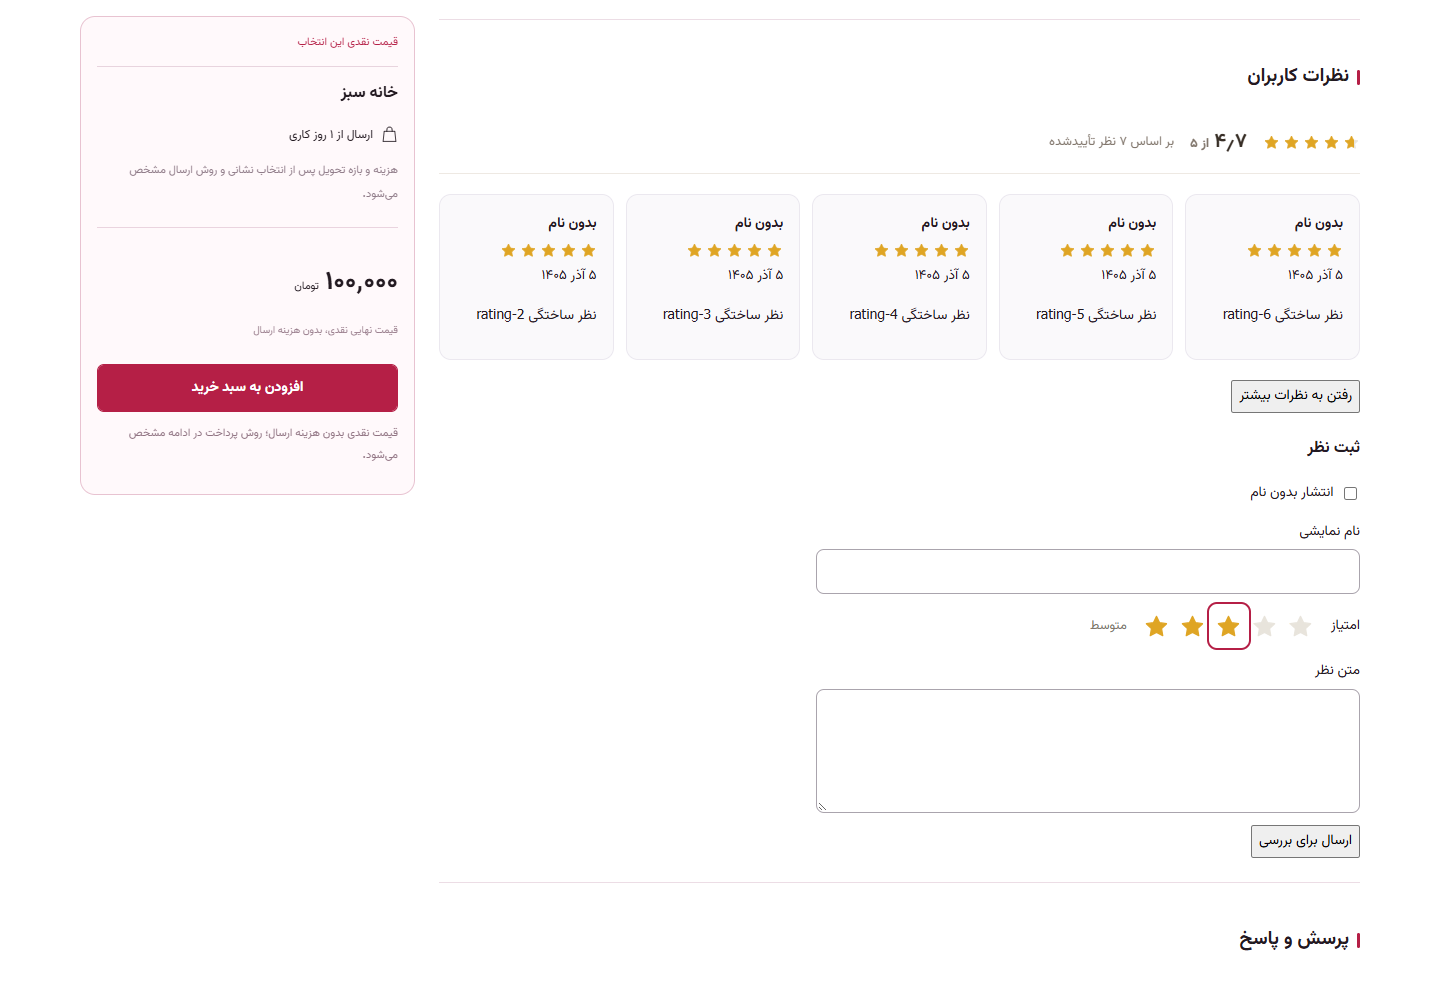 نظرات کاربران
۴٫۷ از ۵ بر اساس ۷ نظر تأییدشده
بدون نام
۵ آذر ۱۴۰۵
نظر ساختگی rating-6
بدون نام
۵ آذر ۱۴۰۵
نظر ساختگی rating-5
بدون نام
۵ آذر ۱۴۰۵
نظر ساختگی rating-4
بدون نام
۵ آذر ۱۴۰۵
نظر ساختگی rating-3
بدون نام
۵ آذر ۱۴۰۵
نظر ساختگی rating-2
رفتن به نظرات بیشتر
ثبت نظر
انتشار بدون نام
نام نمایشی
امتیاز متوسط
متن نظر
ارسال برای بررسی
پرسش و پاسخ
قیمت نقدی این انتخاب
خانه سبز
ارسال از ۱ روز کاری
هزینه و بازه تحویل پس از انتخاب نشانی و روش ارسال مشخص
می‌شود.
۱۰۰,۰۰۰ تومان
قیمت نهایی نقدی، بدون هزینه ارسال
افزودن به سبد خرید
قیمت نقدی بدون هزینه ارسال؛ روش پرداخت در ادامه مشخص
می‌شود.